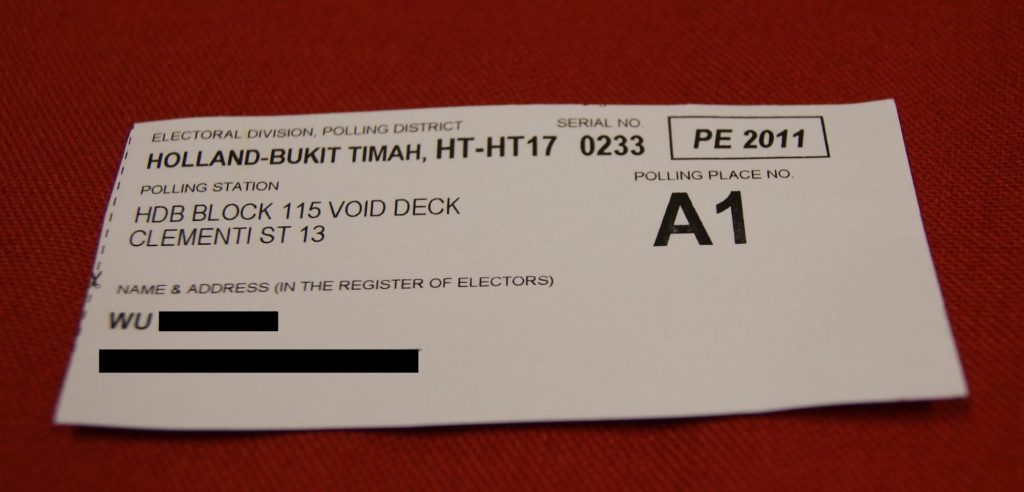 ELECTORAL DIVISION, POLLING DISTRICT SERIAL NO
HOLLAND-BUKIT TIMAH, HT-HT17 0233 PE 2011
POLLING STATION POLLING PLACE NO.
HDB BLOCK 115 VOID DECK A1
CLEMENTI ST 13
NAME & ADDRESS (IN THE REGISTER OF ELECTORS)
WU